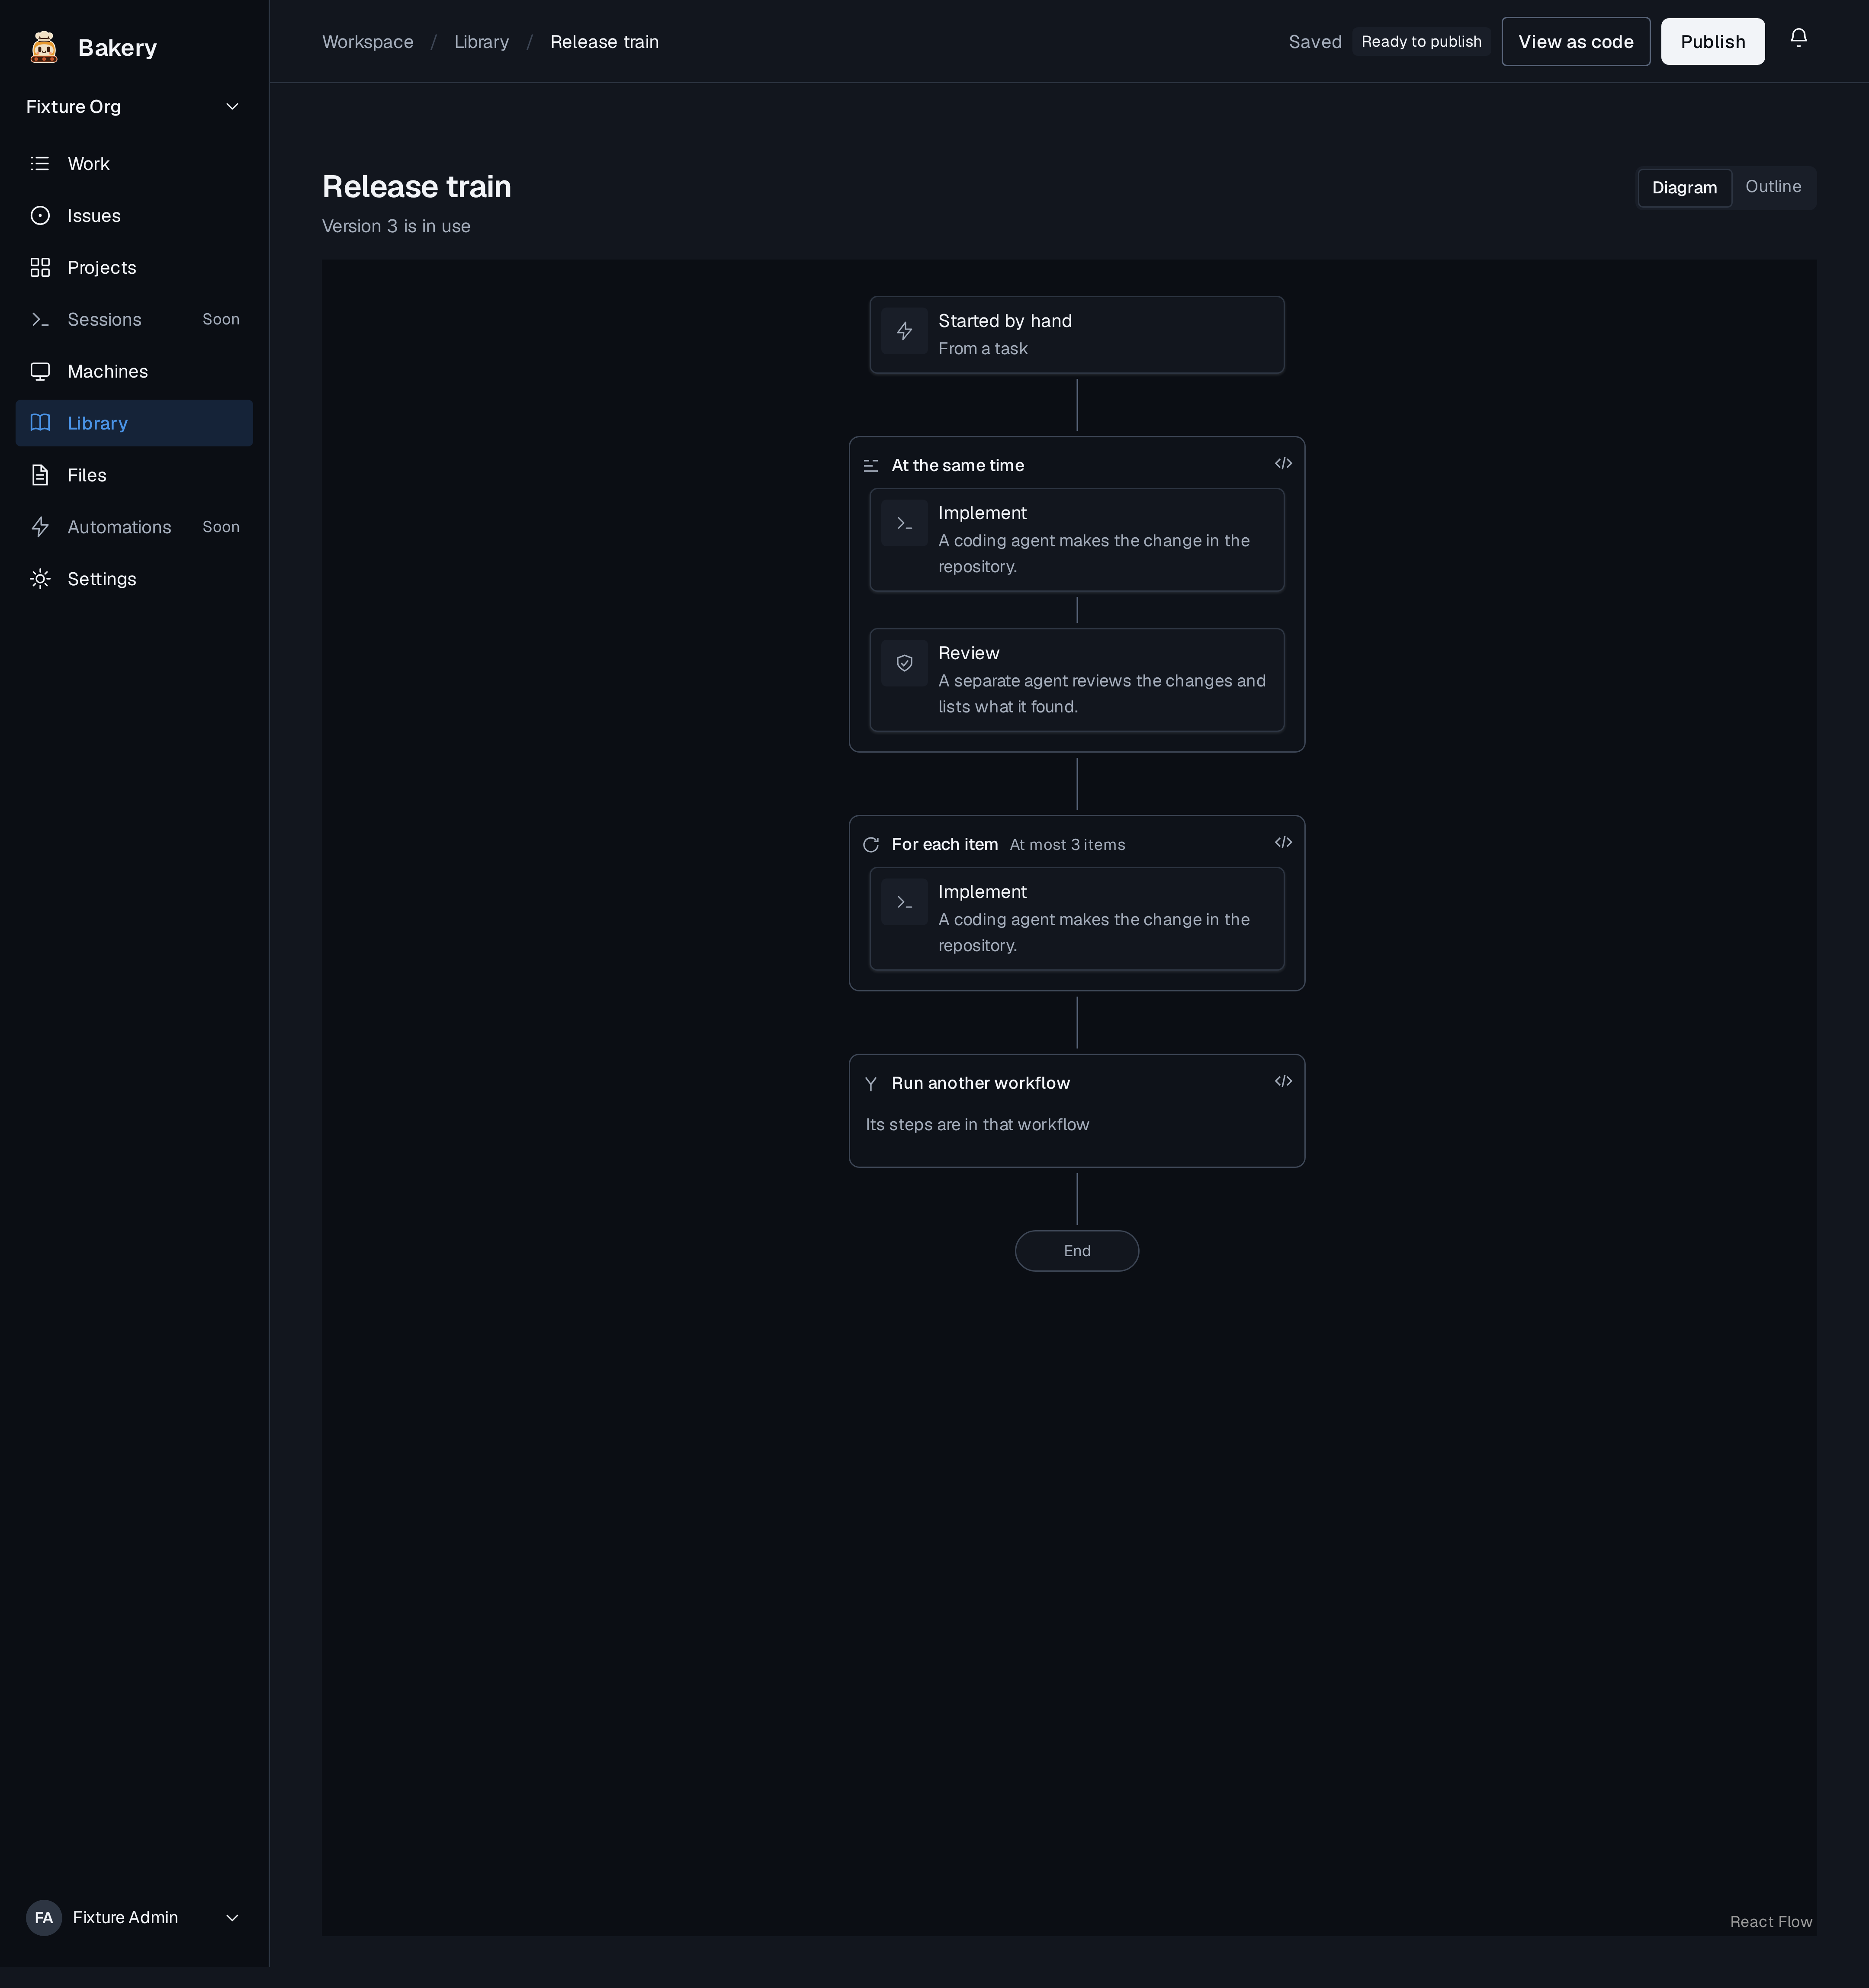 Bakery
Fixture Org
Work
Issues
Projects
Sessions Soon
Machines
Library
Files
Automations Soon
Settings
FA Fixture Admin
Workspace / Library / Release train
Saved Ready to publish View as code Publish
Release train
Version 3 is in use
Diagram Outline
Started by hand
From a task
At the same time
Implement
A coding agent makes the change in the
repository.
Review
A separate agent reviews the changes and
lists what it found.
For each item At most 3 items
Implement
A coding agent makes the change in the
repository.
Run another workflow
Its steps are in that workflow
End
React Flow